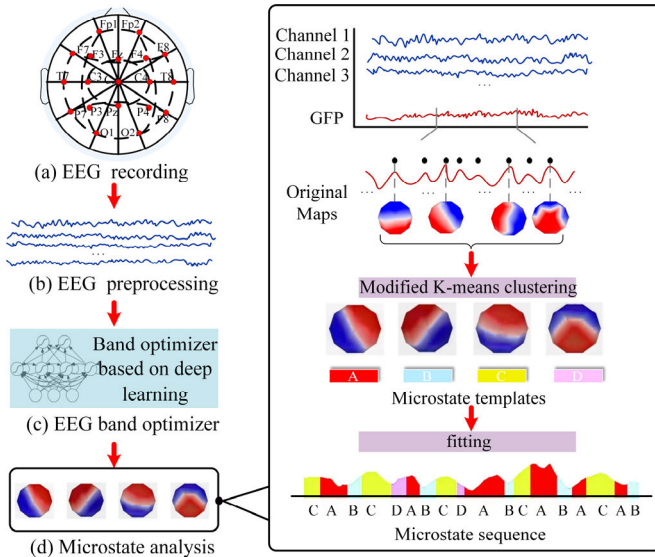 Fp1 Fp2
F7 F3 Fz F4 F8
T7 C3 C C4 T8
P7 P3 Pz P4 P8
O1 O2
(a) EEG recording
...
(b) EEG preprocessing
Band optimizer
based on deep
learning
(c) EEG band optimizer
(d) Microstate analysis
Channel 1
Channel 2
Channel 3
...
GFP
Original
Maps
... ... ... ...
Modified K-means clustering
A B C D
Microstate templates
fitting
C A B C D A B C D A B C A B A C A B
Microstate sequence